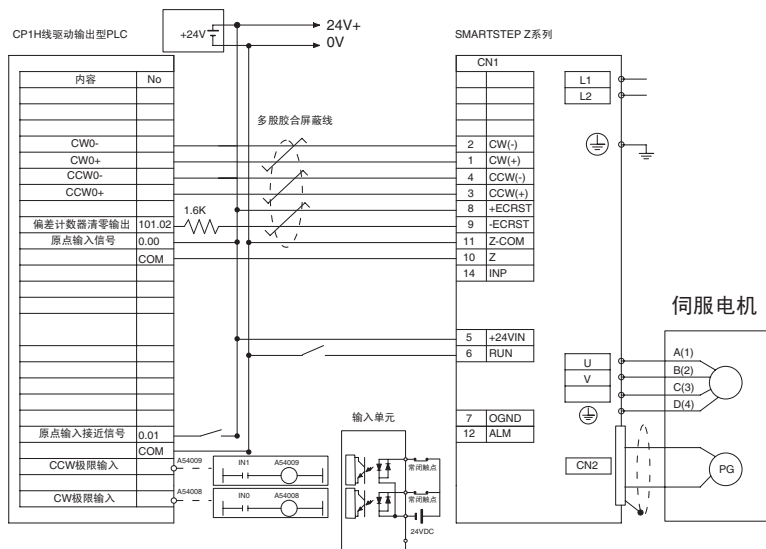 CP1H线驱动输出型PLC
+24V
24V+
0V
SMARTSTEP Z系列
内容 No
CW0-
CW0+
CCW0-
CCW0+
偏差计数器清零输出 101.02
原点输入信号 0.00
COM
原点输入接近信号 0.01
COM
CCW极限输入
CW极限输入
1.6K
多股胶合屏蔽线
A54009
IN1 A54009
A54008
IN0 A54008
输入单元
常闭触点
常闭触点
24VDC
CN1
2 CW(-)
1 CW(+)
4 CCW(-)
3 CCW(+)
8 +ECRST
9 -ECRST
11 Z-COM
10 Z
14 INP
5 +24VIN
6 RUN
7 OGND
12 ALM
L1
L2
U
V
CN2
伺服电机
A(1)
B(2)
C(3)
D(4)
PG